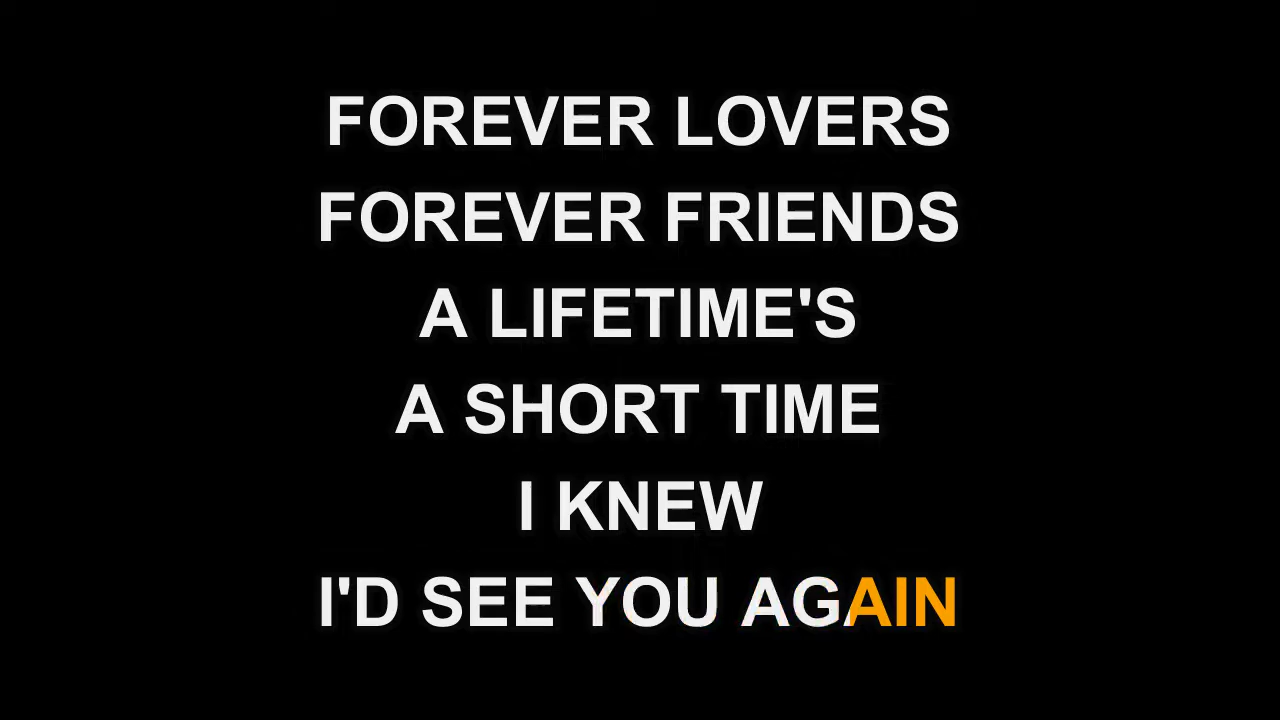 FOREVER LOVERS
FOREVER FRIENDS
A LIFETIME'S
A SHORT TIME
I KNEW
I'D SEE YOU AGAIN